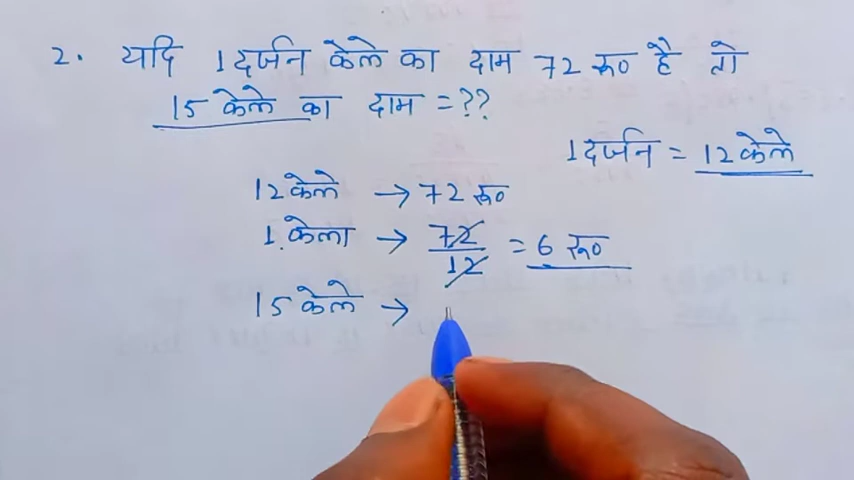 2. यदि 1 दर्जन केले का दाम 72 रू० है तो
15 केले का दाम = ??
1 दर्जन = 12 केले
12 केले → 72 रू०
1. केला → 72/12 = 6 रू०
15 केले →